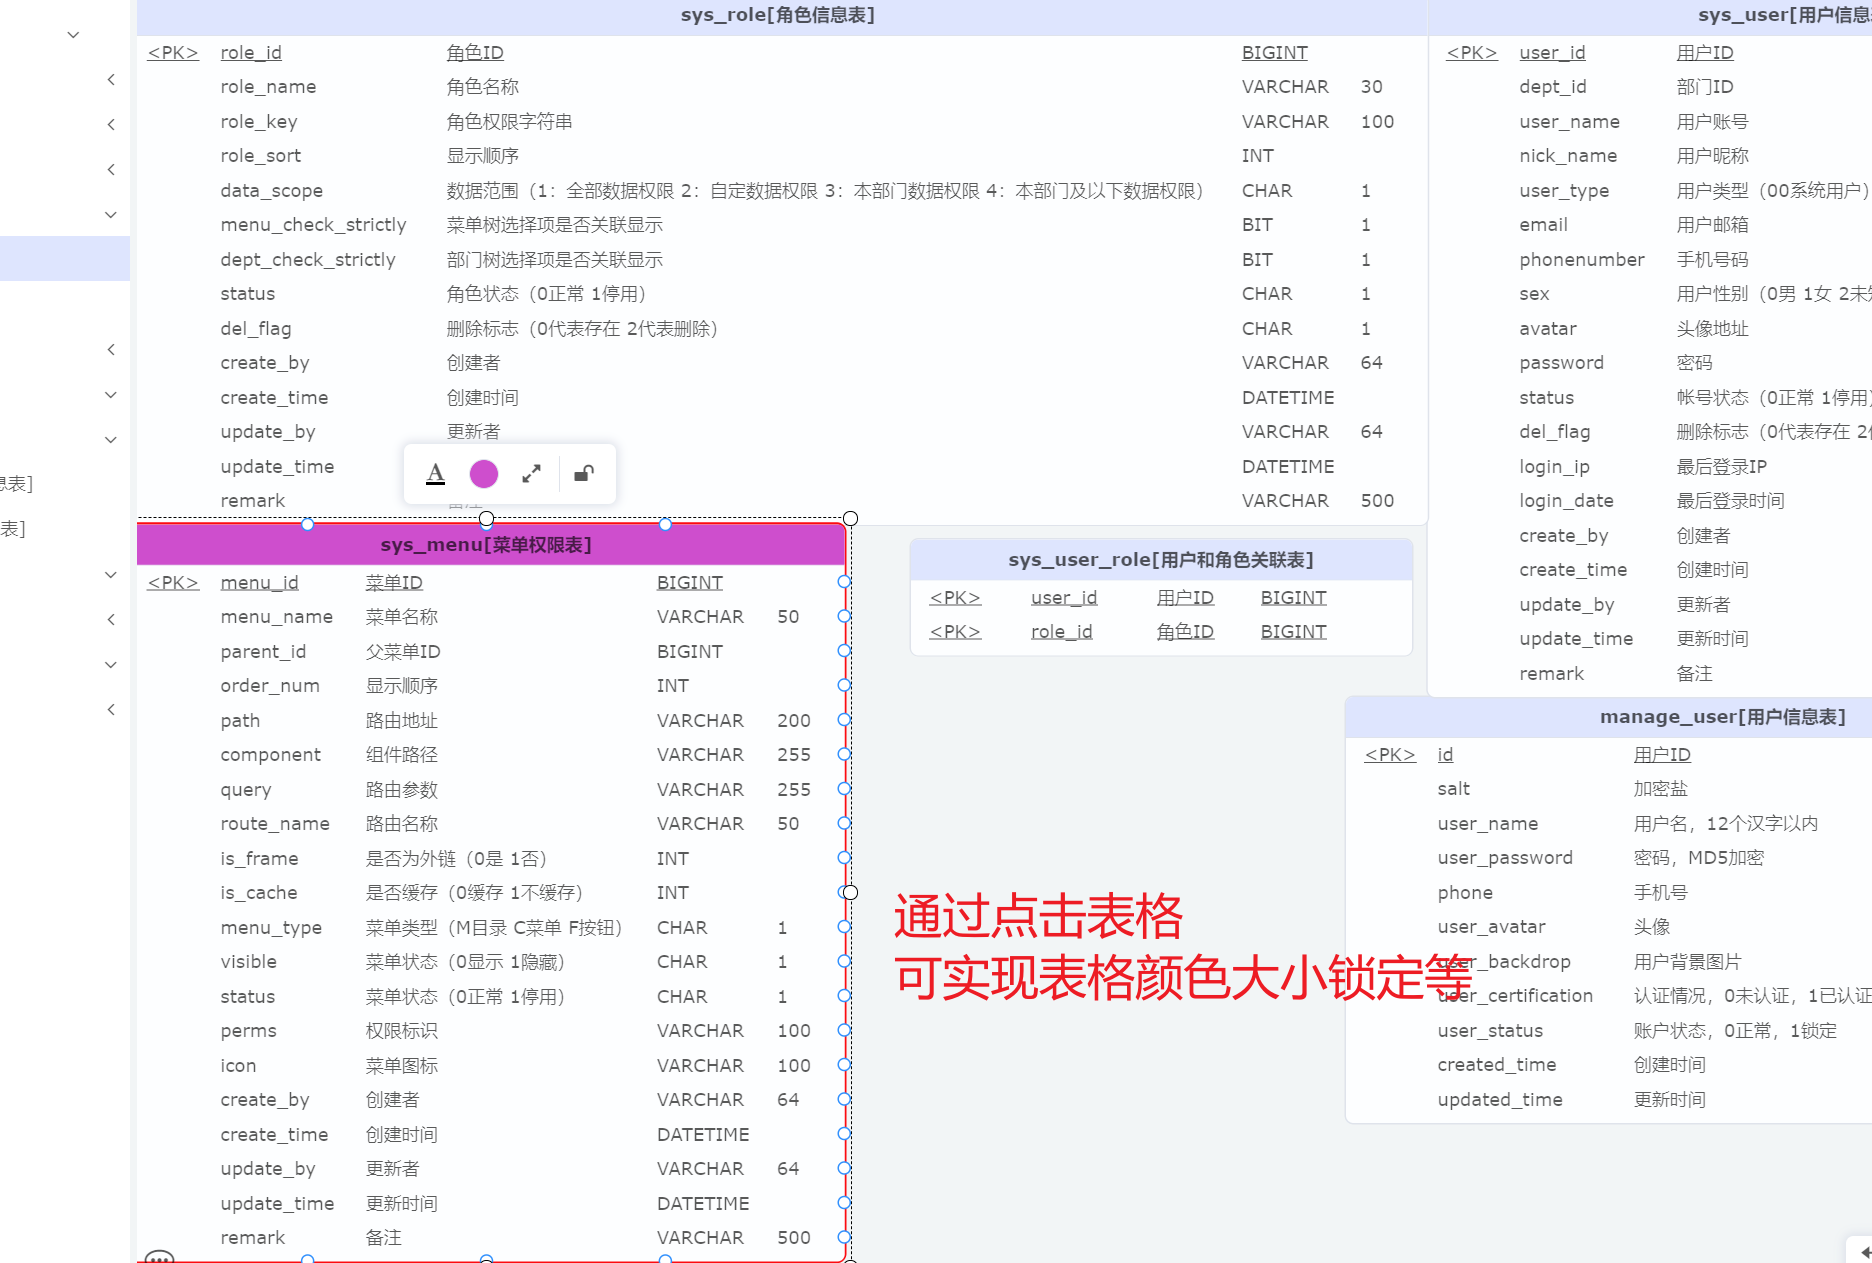 sys_role[角色信息表]
<PK> role_id 角色ID BIGINT
role_name 角色名称 VARCHAR 30
role_key 角色权限字符串 VARCHAR 100
role_sort 显示顺序 INT
data_scope 数据范围（1：全部数据权限 2：自定数据权限 3：本部门数据权限 4：本部门及以下数据权限） CHAR 1
menu_check_strictly 菜单树选择项是否关联显示 BIT 1
dept_check_strictly 部门树选择项是否关联显示 BIT 1
status 角色状态（0正常 1停用） CHAR 1
del_flag 删除标志（0代表存在 2代表删除） CHAR 1
create_by 创建者 VARCHAR 64
create_time 创建时间 DATETIME
update_by 更新者 VARCHAR 64
update_time DATETIME
remark VARCHAR 500
A
sys_user[用户信息
<PK> user_id 用户ID
dept_id 部门ID
user_name 用户账号
nick_name 用户昵称
user_type 用户类型（00系统用户）
email 用户邮箱
phonenumber 手机号码
sex 用户性别（0男 1女 2未
avatar 头像地址
password 密码
status 帐号状态（0正常 1停用）
del_flag 删除标志（0代表存在 2
login_ip 最后登录IP
login_date 最后登录时间
create_by 创建者
create_time 创建时间
update_by 更新者
update_time 更新时间
remark 备注
息表]
表]
sys_menu[菜单权限表]
<PK> menu_id 菜单ID BIGINT
menu_name 菜单名称 VARCHAR 50
parent_id 父菜单ID BIGINT
order_num 显示顺序 INT
path 路由地址 VARCHAR 200
component 组件路径 VARCHAR 255
query 路由参数 VARCHAR 255
route_name 路由名称 VARCHAR 50
is_frame 是否为外链（0是 1否） INT
is_cache 是否缓存（0缓存 1不缓存） INT
menu_type 菜单类型（M目录 C菜单 F按钮） CHAR 1
visible 菜单状态（0显示 1隐藏） CHAR 1
status 菜单状态（0正常 1停用） CHAR 1
perms 权限标识 VARCHAR 100
icon 菜单图标 VARCHAR 100
create_by 创建者 VARCHAR 64
create_time 创建时间 DATETIME
update_by 更新者 VARCHAR 64
update_time 更新时间 DATETIME
remark 备注 VARCHAR 500
sys_user_role[用户和角色关联表]
<PK> user_id 用户ID BIGINT
<PK> role_id 角色ID BIGINT
通过点击表格
可实现表格颜色大小锁定等
manage_user[用户信息表]
<PK> id 用户ID
salt 加密盐
user_name 用户名，12个汉字以内
user_password 密码，MD5加密
phone 手机号
user_avatar 头像
user_backdrop 用户背景图片
user_certification 认证情况，0未认证，1已认证
user_status 账户状态，0正常，1锁定
created_time 创建时间
updated_time 更新时间